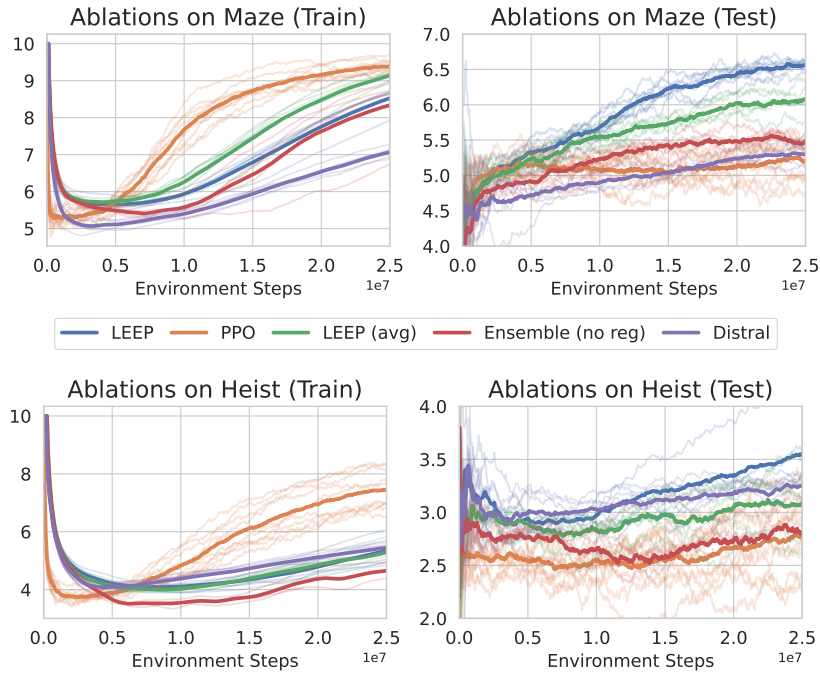 Ablations on Maze (Train)
10
9
8
7
6
5
0.0 0.5 1.0 1.5 2.0 2.5
Environment Steps
1e7
Ablations on Maze (Test)
7.0
6.5
6.0
5.5
5.0
4.5
4.0
0.0 0.5 1.0 1.5 2.0 2.5
Environment Steps
1e7
LEEP PPO LEEP (avg) Ensemble (no reg) Distral
Ablations on Heist (Train)
10
8
6
4
0.0 0.5 1.0 1.5 2.0 2.5
Environment Steps
1e7
Ablations on Heist (Test)
4.0
3.5
3.0
2.5
2.0
0.0 0.5 1.0 1.5 2.0 2.5
Environment Steps
1e7